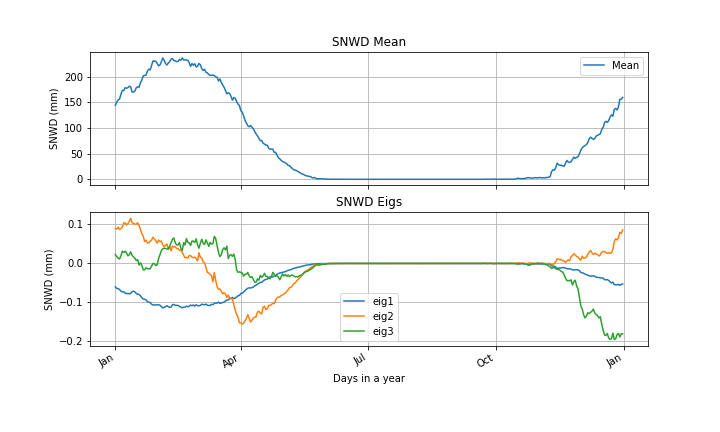 SNWD Mean
SNWD (mm)
200
150
100
50
0
Mean
SNWD Eigs
SNWD (mm)
0.1
0.0
−0.1
−0.2
eig1
eig2
eig3
Jan
Apr
Jul
Oct
Jan
Days in a year